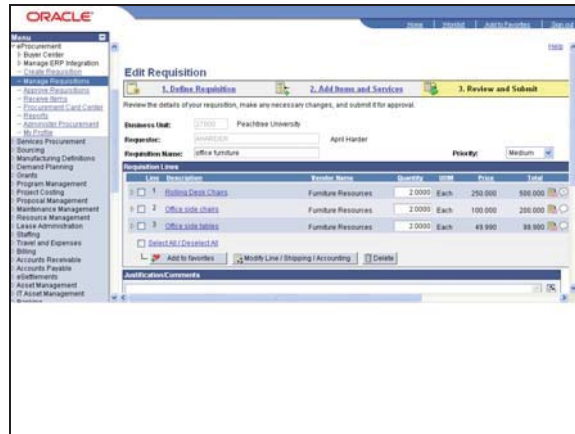 ORACLE
Home Worklist Add to Favorites Sign out
Menu
eProcurement
Buyer Center
Manage ERP Integration
Create Requisition
Manage Requisitions
Approve Requisitions
Receive Items
Procurement Card Center
Reports
Administer Procurement
My Profile
Services Procurement
Sourcing
Manufacturing Definitions
Demand Planning
Grants
Program Management
Project Costing
Proposal Management
Maintenance Management
Resource Management
Lease Administration
Staffing
Travel and Expenses
Billing
Accounts Receivable
Accounts Payable
eSettlements
Asset Management
IT Asset Management
Banking
Help
Edit Requisition
1. Define Requisition 2. Add Items and Services 3. Review and Submit
Review the details of your requisition, make any necessary changes, and submit it for approval.
Business Unit: Peachtree University
Requester: AHARDER April Harder
Requisition Name: office furniture Priority: Medium
Requisition Lines
Line Description Vendor Name Quantity UOM Price Total
1 Rolling Desk Chairs Furniture Resources 2.0000 Each 250.000 500.000
2 Office side chairs Furniture Resources 2.0000 Each 100.000 200.000
3 Office side tables Furniture Resources 2.0000 Each 49.990 99.980
Select All / Deselect All
Add to favorites Modify Line / Shipping / Accounting Delete
Justification/Comments